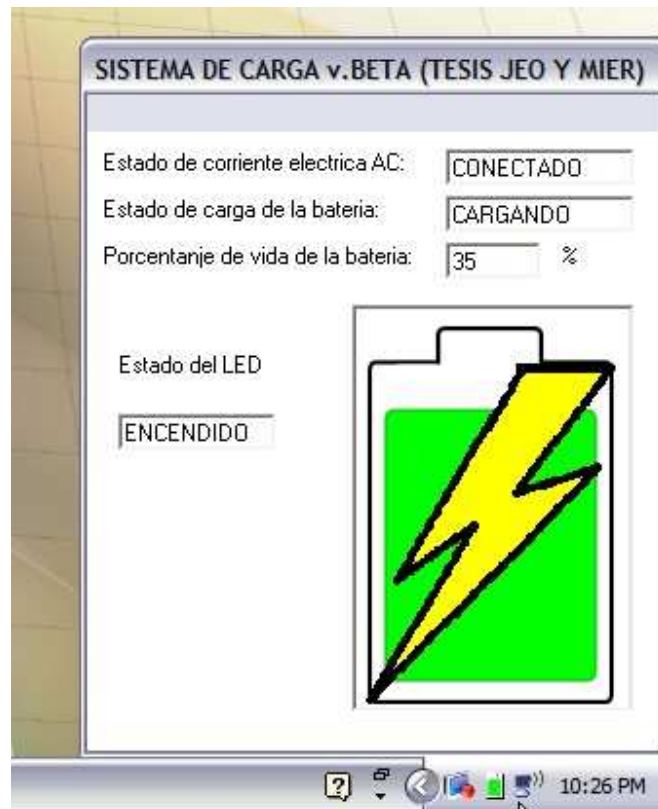 SISTEMA DE CARGA v.BETA (TESIS JEO Y MIER)
Estado de corriente electrica AC: CONECTADO
Estado de carga de la bateria: CARGANDO
Porcentanje de vida de la bateria: 35 %
Estado del LED
ENCENDIDO
10:26 PM